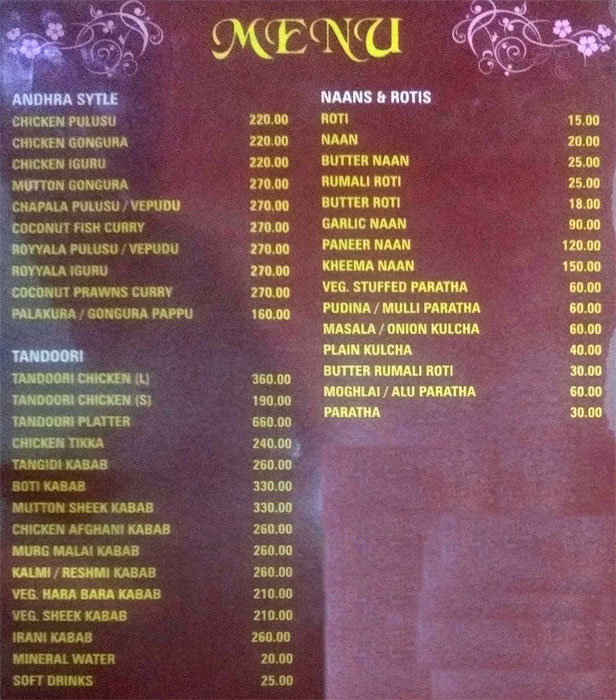 MENU
ANDHRA SYTLE
CHICKEN PULUSU 220.00
CHICKEN GONGURA 220.00
CHICKEN IGURU 220.00
MUTTON GONGURA 270.00
CHAPALA PULUSU / VEPUDU 270.00
COCONUT FISH CURRY 270.00
ROYYALA PULUSU / VEPUDU 270.00
ROYYALA IGURU 270.00
COCONUT PRAWNS CURRY 270.00
PALAKURA / GONGURA PAPPU 160.00
TANDOORI
TANDOORI CHICKEN (L) 360.00
TANDOORI CHICKEN (S) 190.00
TANDOORI PLATTER 660.00
CHICKEN TIKKA 240.00
TANGIDI KABAB 260.00
BOTI KABAB 330.00
MUTTON SHEEK KABAB 330.00
CHICKEN AFGHANI KABAB 260.00
MURG MALAI KABAB 260.00
KALMI / RESHMI KABAB 260.00
VEG. HARA BARA KABAB 210.00
VEG. SHEEK KABAB 210.00
IRANI KABAB 260.00
MINERAL WATER 20.00
SOFT DRINKS 25.00
NAANS & ROTIS
ROTI 15.00
NAAN 20.00
BUTTER NAAN 25.00
RUMALI ROTI 25.00
BUTTER ROTI 18.00
GARLIC NAAN 90.00
PANEER NAAN 120.00
KHEEMA NAAN 150.00
VEG. STUFFED PARATHA 60.00
PUDINA / MULLI PARATHA 60.00
MASALA / ONION KULCHA 60.00
PLAIN KULCHA 40.00
BUTTER RUMALI ROTI 30.00
MOGHLAI / ALU PARATHA 60.00
PARATHA 30.00